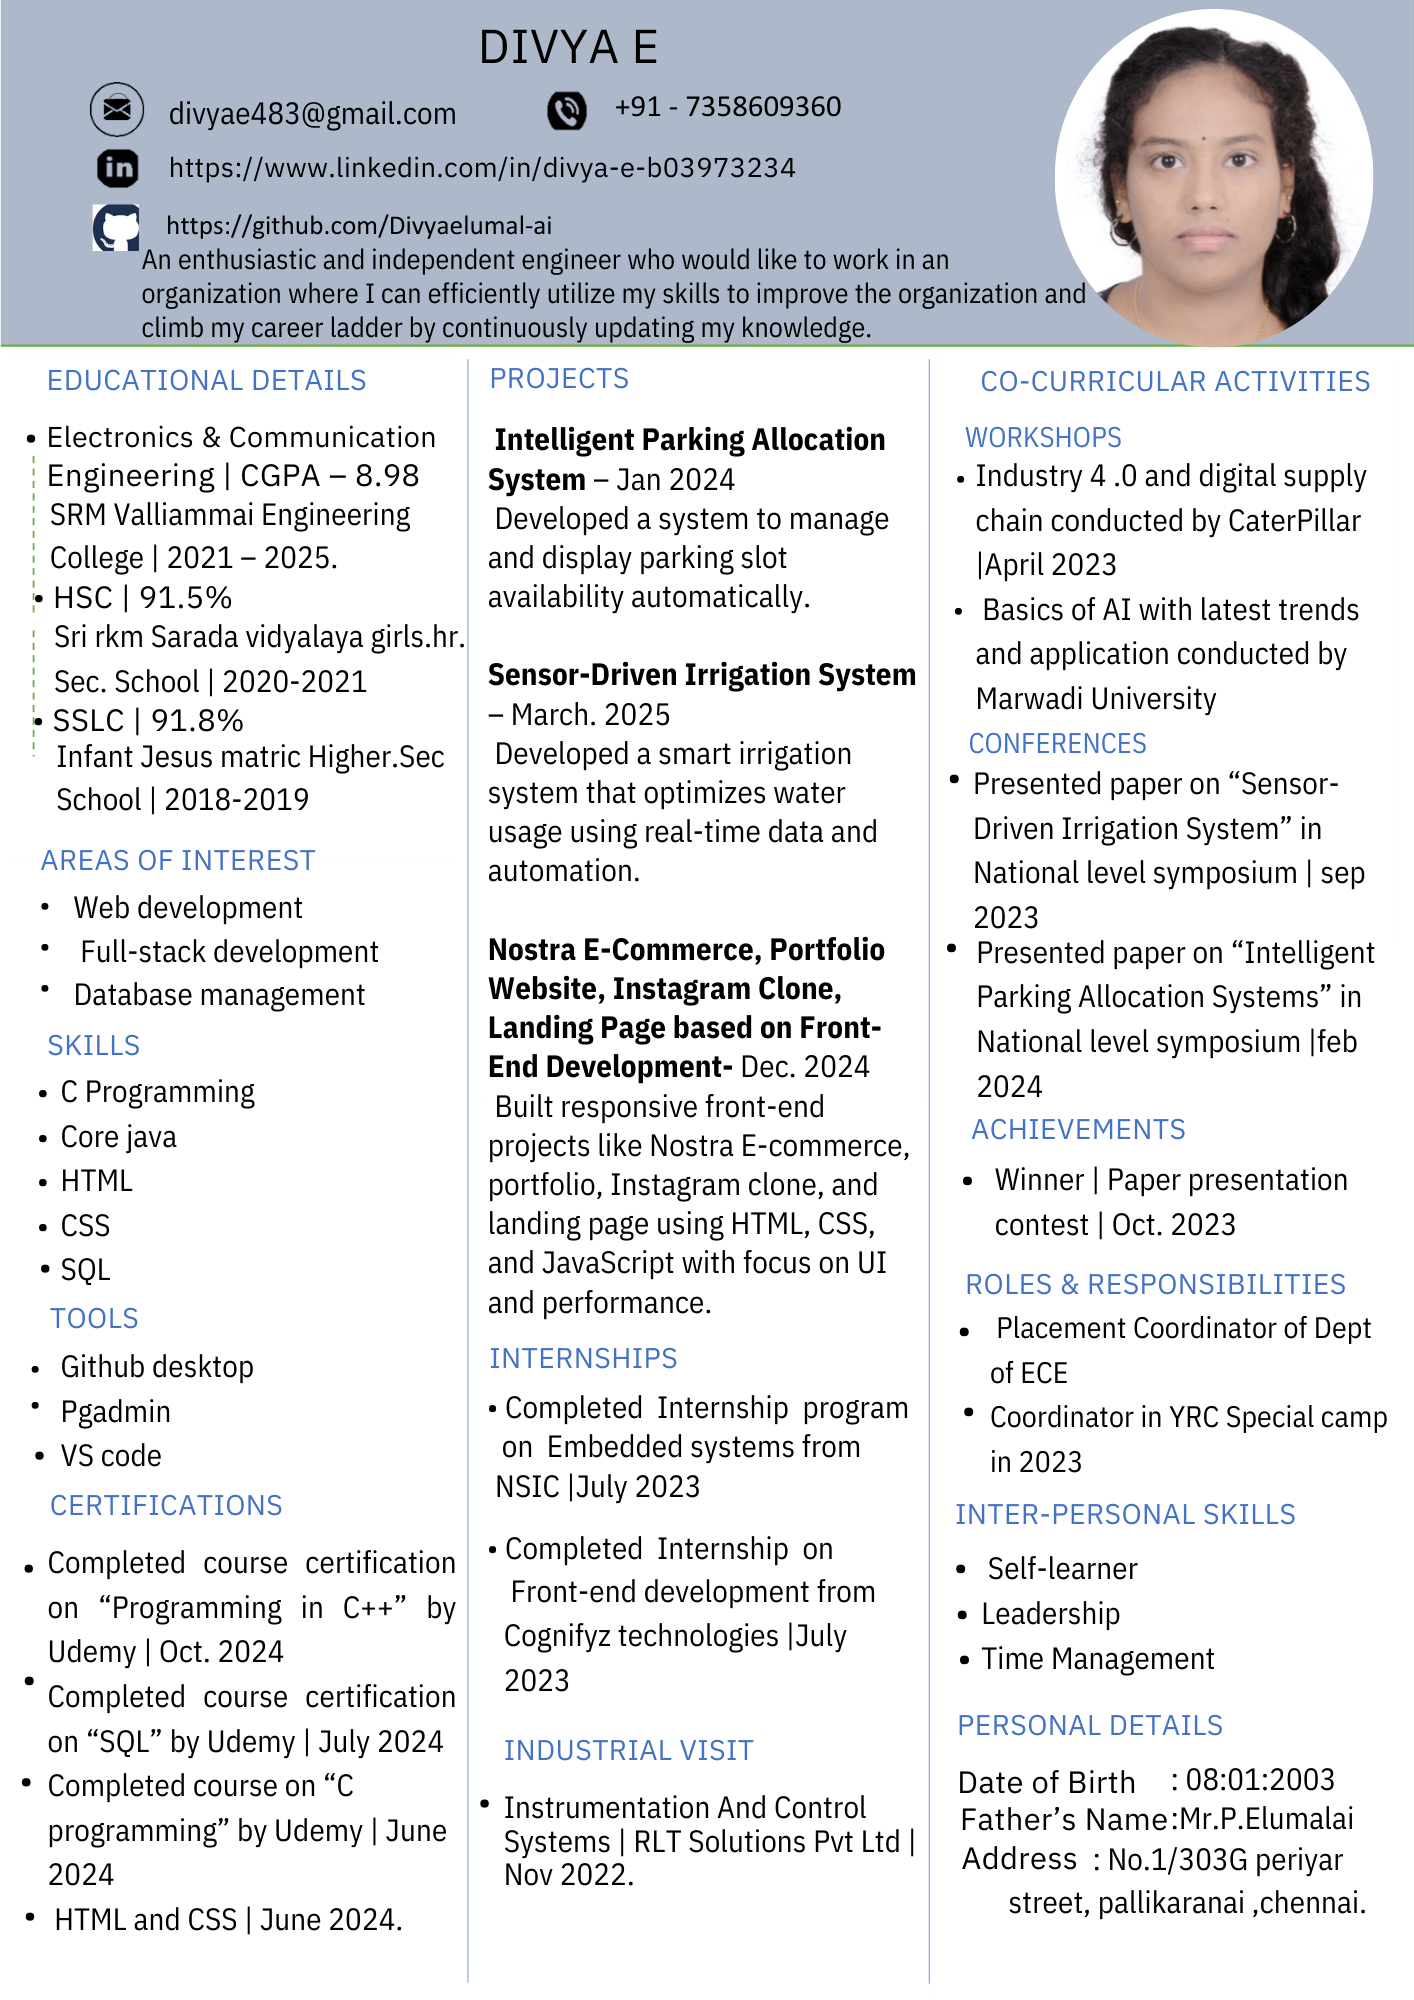 DIVYA E
divyae483@gmail.com
+91 - 7358609360
https://www.linkedin.com/in/divya-e-b03973234
https://github.com/Divyaelumal-ai
An enthusiastic and independent engineer who would like to work in an
organization where I can efficiently utilize my skills to improve the organization and
climb my career ladder by continuously updating my knowledge.
EDUCATIONAL DETAILS
• Electronics & Communication
Engineering | CGPA – 8.98
SRM Valliammai Engineering
College | 2021 – 2025.
• HSC | 91.5%
Sri rkm Sarada vidyalaya girls.hr.
Sec. School | 2020-2021
• SSLC | 91.8%
Infant Jesus matric Higher.Sec
School | 2018-2019
AREAS OF INTEREST
• Web development
• Full-stack development
• Database management
SKILLS
• C Programming
• Core java
• HTML
• CSS
• SQL
TOOLS
• Github desktop
• Pgadmin
• VS code
CERTIFICATIONS
• Completed course certification
on “Programming in C++” by
Udemy | Oct. 2024
• Completed course certification
on “SQL” by Udemy | July 2024
• Completed course on “C
programming” by Udemy | June
2024
• HTML and CSS | June 2024.
PROJECTS
Intelligent Parking Allocation
System – Jan 2024
Developed a system to manage
and display parking slot
availability automatically.
Sensor-Driven Irrigation System
– March. 2025
Developed a smart irrigation
system that optimizes water
usage using real-time data and
automation.
Nostra E-Commerce, Portfolio
Website, Instagram Clone,
Landing Page based on Front-
End Development- Dec. 2024
Built responsive front-end
projects like Nostra E-commerce,
portfolio, Instagram clone, and
landing page using HTML, CSS,
and JavaScript with focus on UI
and performance.
INTERNSHIPS
• Completed Internship program
on Embedded systems from
NSIC |July 2023
• Completed Internship on
Front-end development from
Cognifyz technologies |July
2023
INDUSTRIAL VISIT
• Instrumentation And Control
Systems | RLT Solutions Pvt Ltd |
Nov 2022.
CO-CURRICULAR ACTIVITIES
WORKSHOPS
• Industry 4 .0 and digital supply
chain conducted by CaterPillar
|April 2023
• Basics of AI with latest trends
and application conducted by
Marwadi University
CONFERENCES
• Presented paper on “Sensor-
Driven Irrigation System” in
National level symposium | sep
2023
• Presented paper on “Intelligent
Parking Allocation Systems” in
National level symposium |feb
2024
ACHIEVEMENTS
• Winner | Paper presentation
contest | Oct. 2023
ROLES & RESPONSIBILITIES
• Placement Coordinator of Dept
of ECE
• Coordinator in YRC Special camp
in 2023
INTER-PERSONAL SKILLS
• Self-learner
• Leadership
• Time Management
PERSONAL DETAILS
Date of Birth : 08:01:2003
Father’s Name:Mr.P.Elumalai
Address : No.1/303G periyar
street, pallikaranai ,chennai.